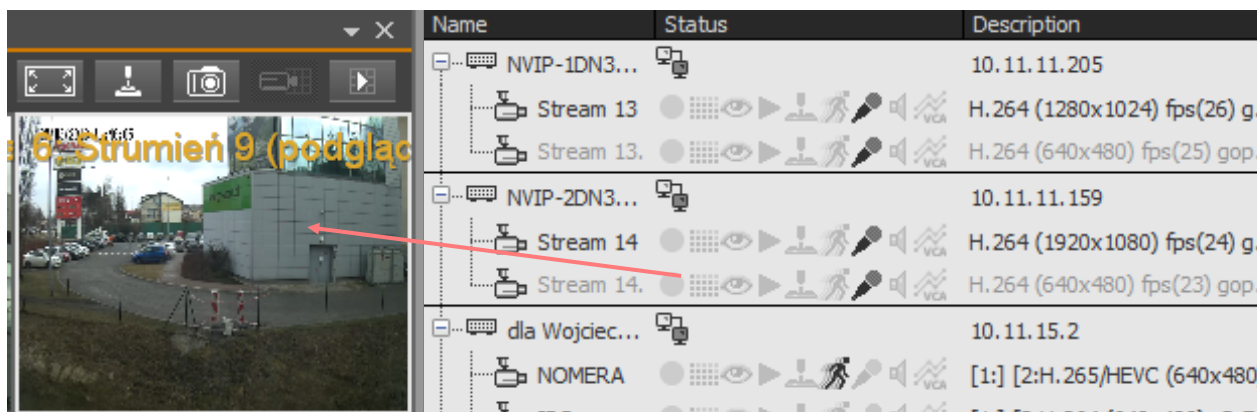 Name Status Description
NVIP-1DN3... 10.11.11.205
Stream 13 H.264 (1280x1024) fps(26) g.
Stream 13. VCA H.264 (640x480) fps(25) gop.
NVIP-2DN3... 10.11.11.159
Stream 14 H.264 (1920x1080) fps(24) g.
Stream 14. VCA H.264 (640x480) fps(23) gop.
dla Wojciec... 10.11.15.2
NOMERA VCA [1:] [2:H.265/HEVC (640x480
6 - Strumień 9 (podgląd